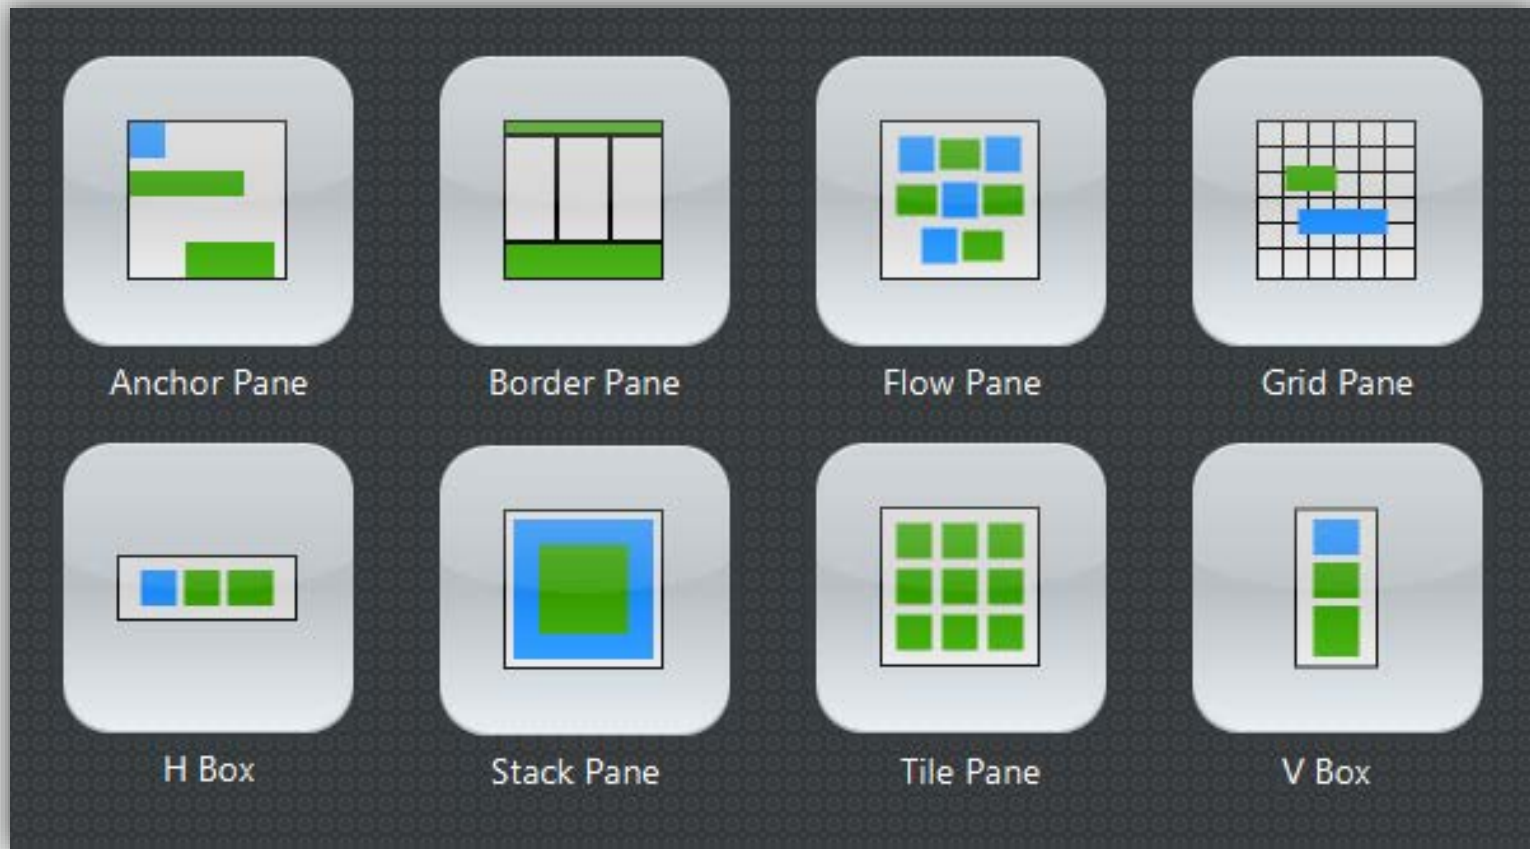 Anchor Pane
Border Pane
Flow Pane
Grid Pane
H Box
Stack Pane
Tile Pane
V Box